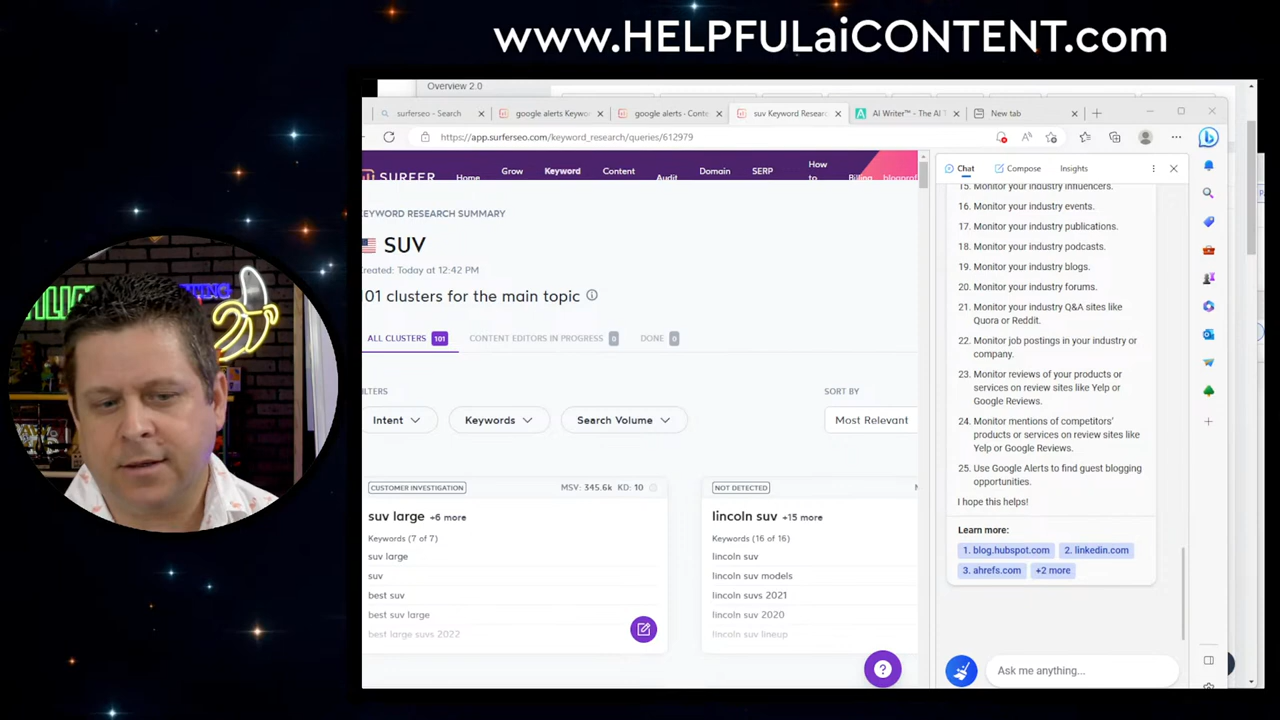 www.HELPFULaiCONTENT.com
Overview 2.0
surferseo - Search
google alerts Keywo
google alerts - Conte
suv Keyword Researc
AI Writer™ - The AI T
New tab
https://app.surferseo.com/keyword_research/queries/612979
SURFER
Home
Grow
Keyword
Content
Audit
Domain
SERP
How
to
Billing
blogprof
EYWORD RESEARCH SUMMARY
SUV
Created: Today at 12:42 PM
101 clusters for the main topic
ALL CLUSTERS 101
CONTENT EDITORS IN PROGRESS 0
DONE 0
ILTERS
SORT BY
Intent
Keywords
Search Volume
Most Relevant
CUSTOMER INVESTIGATION
MSV: 345.6k KD: 10
suv large +6 more
Keywords (7 of 7)
suv large
suv
best suv
best suv large
best large suvs 2022
NOT DETECTED
lincoln suv +15 more
Keywords (16 of 16)
lincoln suv
lincoln suv models
lincoln suvs 2021
lincoln suv 2020
lincoln suv lineup
Chat
Compose
Insights
15. Monitor your industry influencers.
16. Monitor your industry events.
17. Monitor your industry publications.
18. Monitor your industry podcasts.
19. Monitor your industry blogs.
20. Monitor your industry forums.
21. Monitor your industry Q&A sites like
Quora or Reddit.
22. Monitor job postings in your industry or
company.
23. Monitor reviews of your products or
services on review sites like Yelp or
Google Reviews.
24. Monitor mentions of competitors'
products or services on review sites like
Yelp or Google Reviews.
25. Use Google Alerts to find guest blogging
opportunities.
I hope this helps!
Learn more:
1. blog.hubspot.com
2. linkedin.com
3. ahrefs.com
+2 more
Ask me anything...